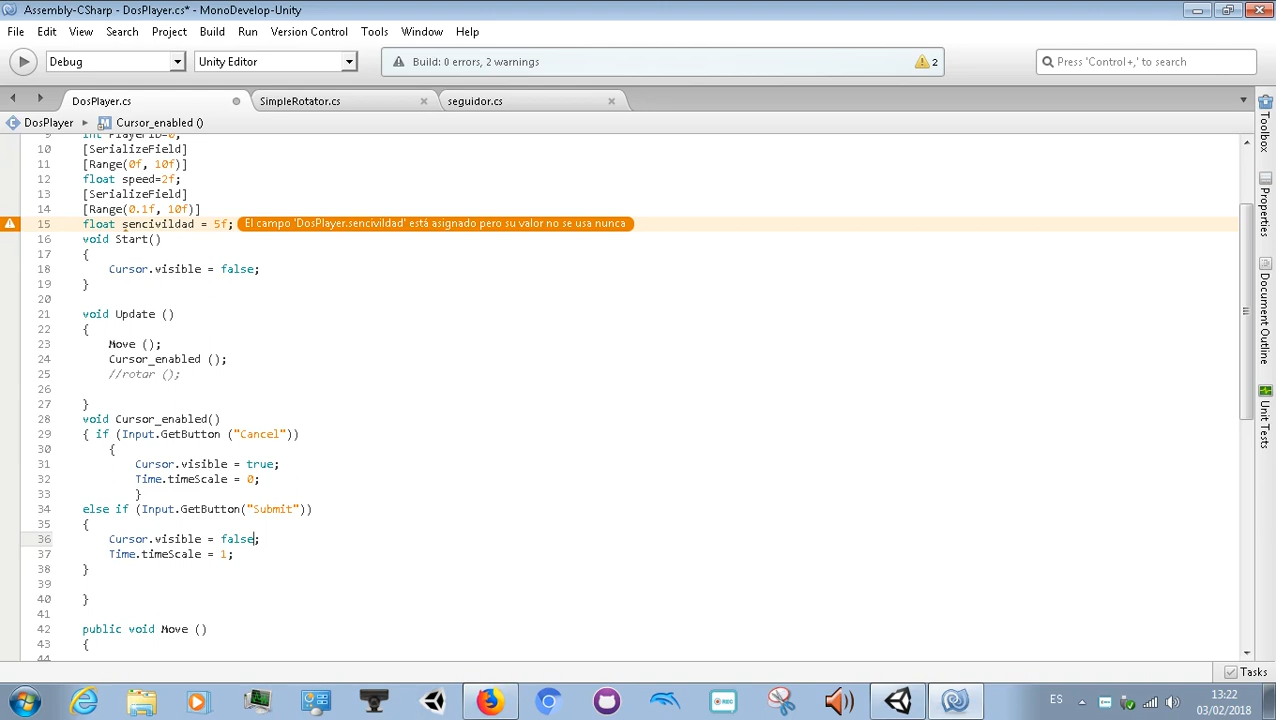 Assembly-CSharp - DosPlayer.cs* - MonoDevelop-Unity
File Edit View Search Project Build Run Version Control Tools Window Help
Debug Unity Editor Build: 0 errors, 2 warnings 2 Press 'Control+,' to search
DosPlayer.cs SimpleRotator.cs seguidor.cs
DosPlayer Cursor_enabled ()
9 int PlayerID=0;
10 [SerializeField]
11 [Range(0f, 10f)]
12 float speed=2f;
13 [SerializeField]
14 [Range(0.1f, 10f)]
15 float sencivildad = 5f; El campo 'DosPlayer.sencivildad' está asignado pero su valor no se usa nunca
16 void Start()
17 {
18 Cursor.visible = false;
19 }
20
21 void Update ()
22 {
23 Move ();
24 Cursor_enabled ();
25 //rotar ();
26
27 }
28 void Cursor_enabled()
29 { if (Input.GetButton ("Cancel"))
30 {
31 Cursor.visible = true;
32 Time.timeScale = 0;
33 }
34 else if (Input.GetButton("Submit"))
35 {
36 Cursor.visible = false;
37 Time.timeScale = 1;
38 }
39
40 }
41
42 public void Move ()
43 {
44
Toolbox
Properties
Document Outline
Unit Tests
Tasks
REC
ES
13:22
03/02/2018